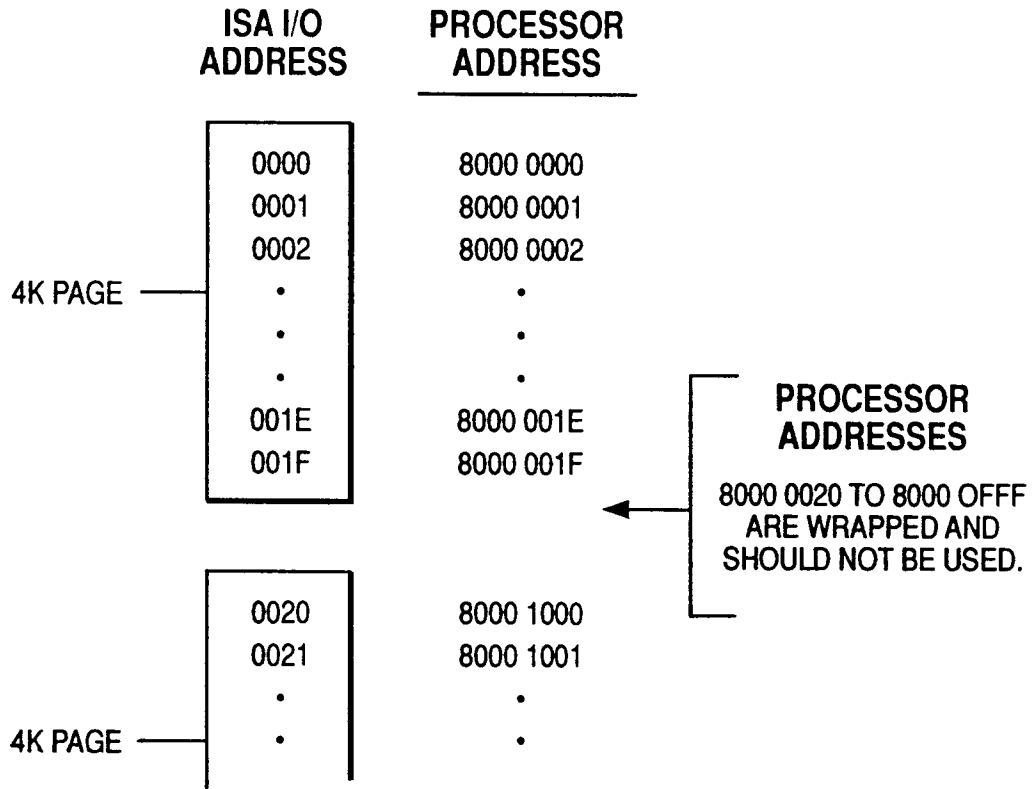 ISA I/O ADDRESS
PROCESSOR ADDRESS
0000 8000 0000
0001 8000 0001
0002 8000 0002
4K PAGE
001E 8000 001E
001F 8000 001F
PROCESSOR
ADDRESSES
8000 0020 TO 8000 OFFF
ARE WRAPPED AND
SHOULD NOT BE USED.
0020 8000 1000
0021 8000 1001
4K PAGE